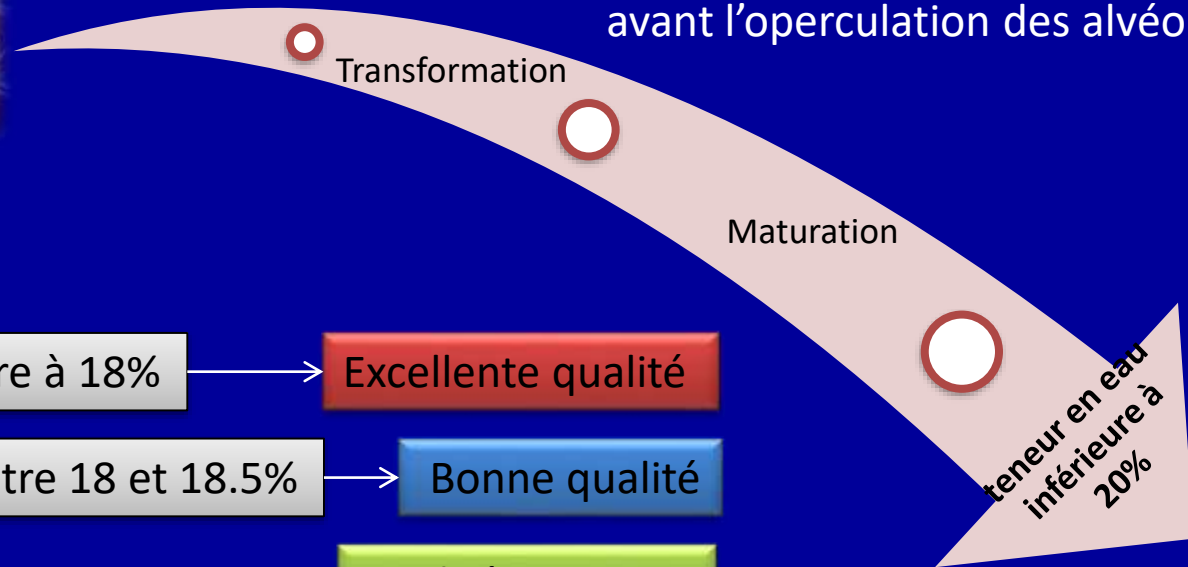 avant l’operculation des alvéo
Transformation
Maturation
re à 18%
Excellente qualité
tre 18 et 18.5%
Bonne qualité
teneur en eau
inférieure à
20%